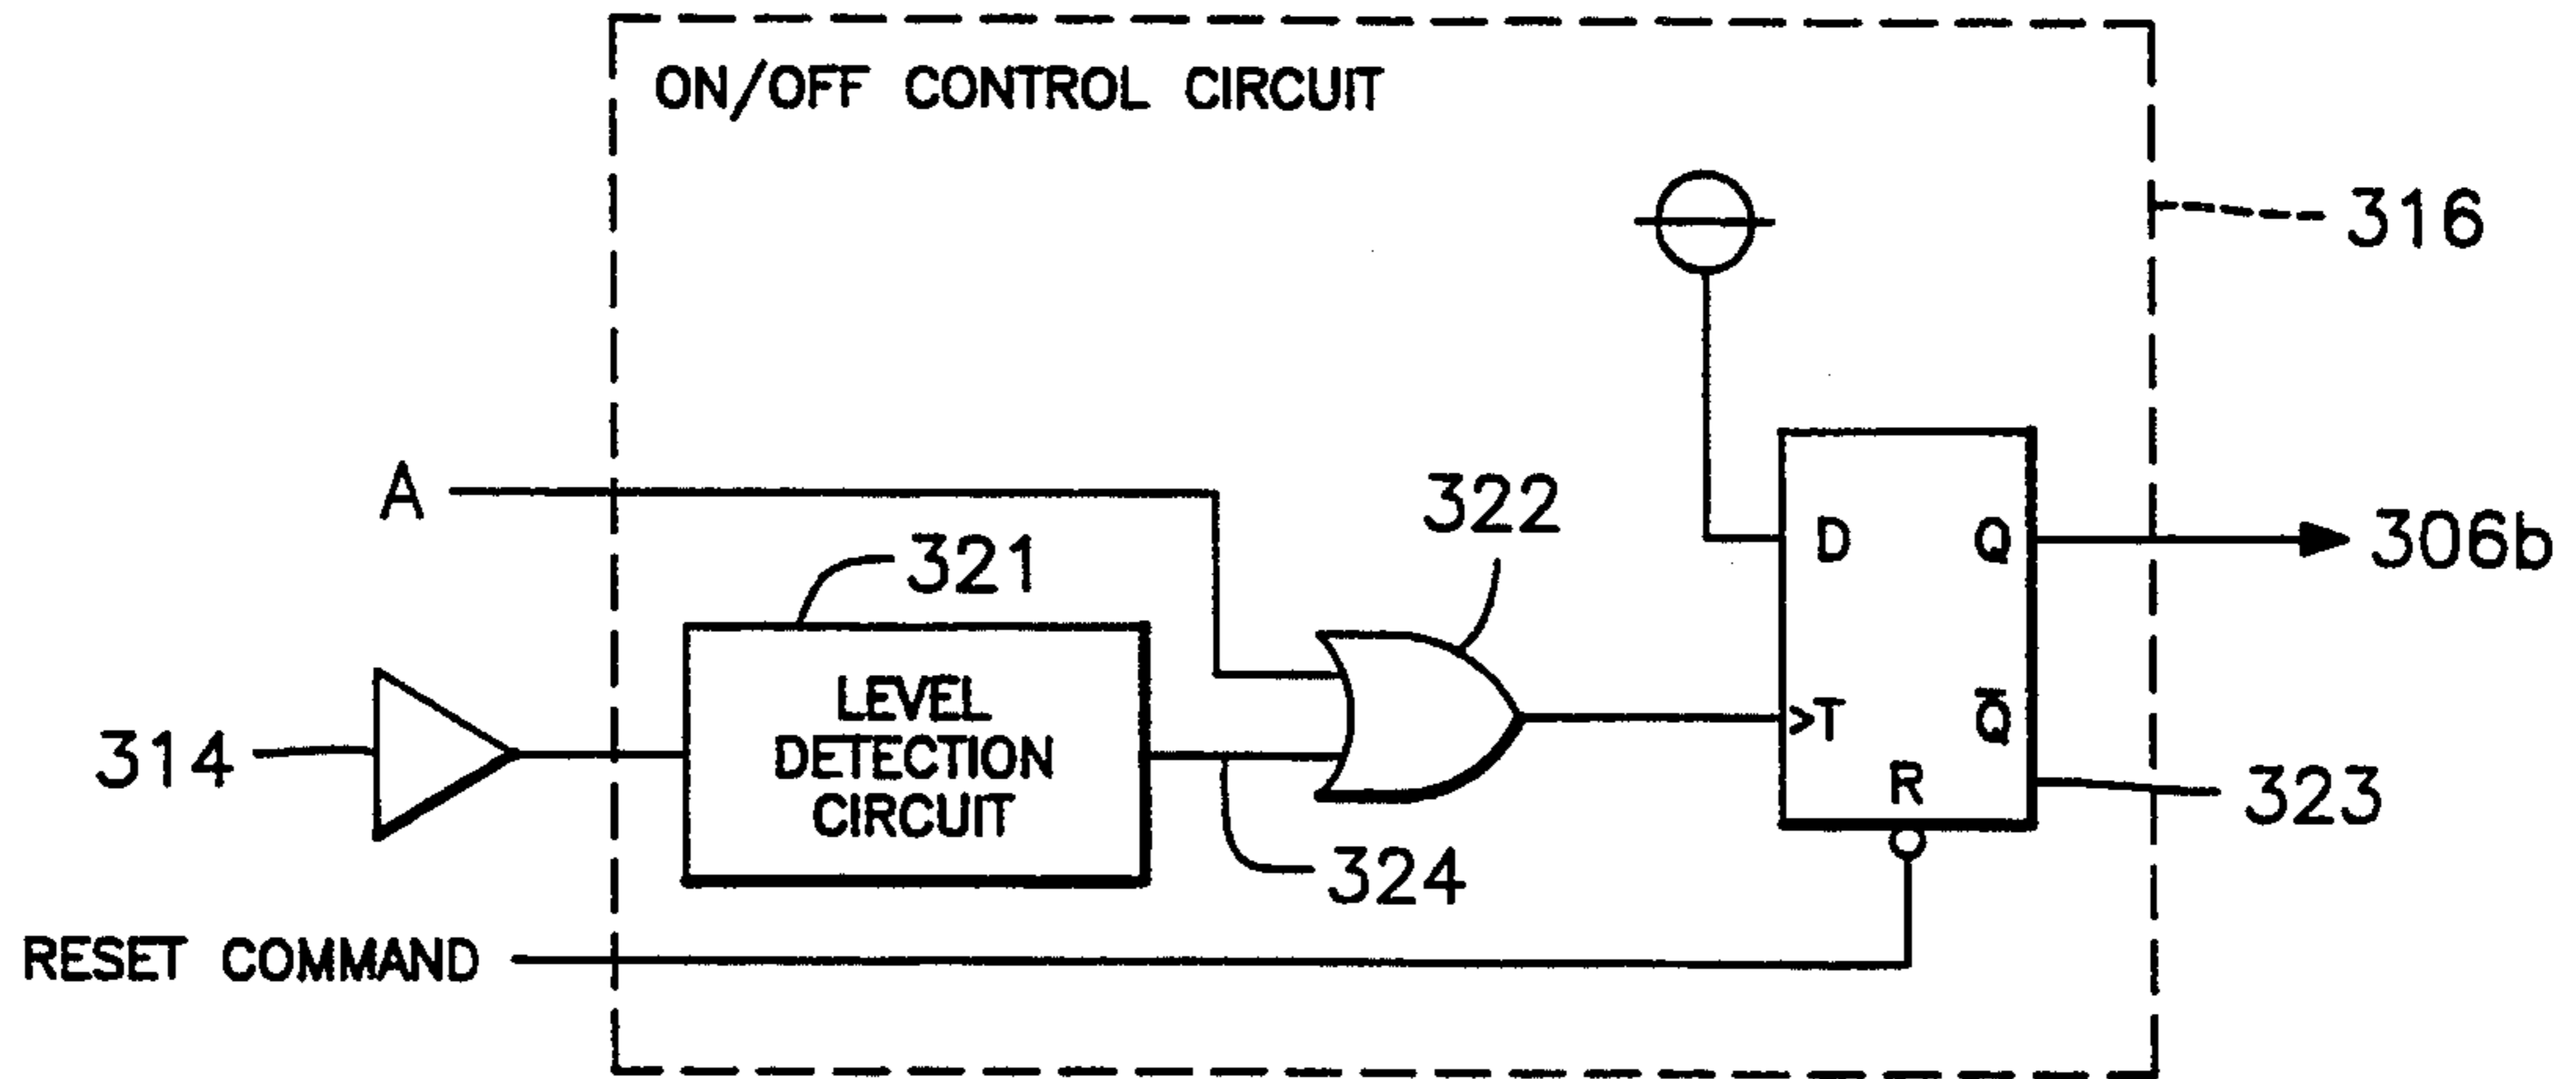 ON/OFF CONTROL CIRCUIT
316
A
321
322
D
Q
306b
314
LEVEL
DETECTION
CIRCUIT
>T
Q̅
R
323
324
RESET COMMAND